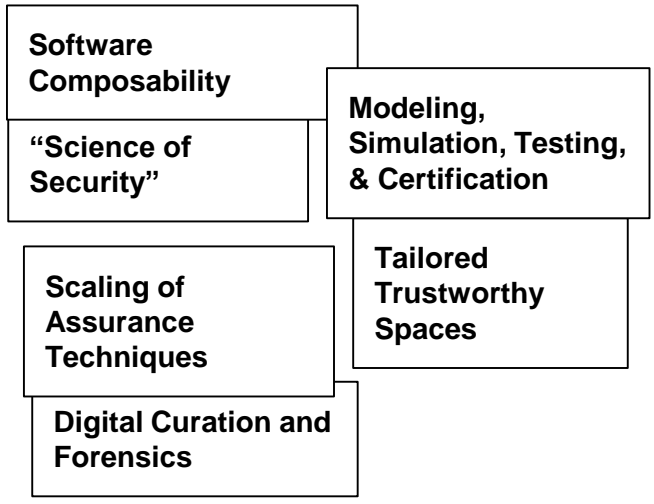 Software
Composability
“Science of
Security”
Modeling,
Simulation, Testing,
& Certification
Tailored
Trustworthy
Spaces
Scaling of
Assurance
Techniques
Digital Curation and
Forensics